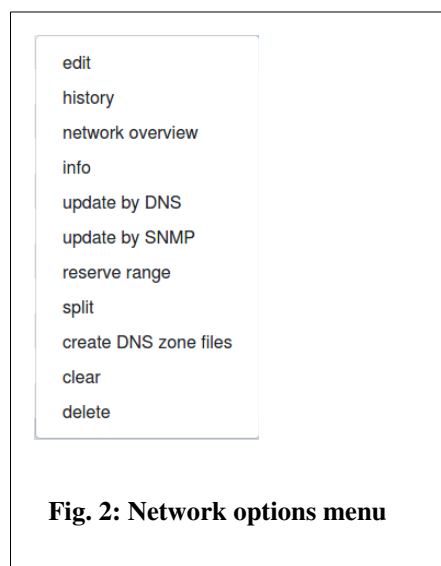 edit
history
network overview
info
update by DNS
update by SNMP
reserve range
split
create DNS zone files
clear
delete
Fig. 2: Network options menu